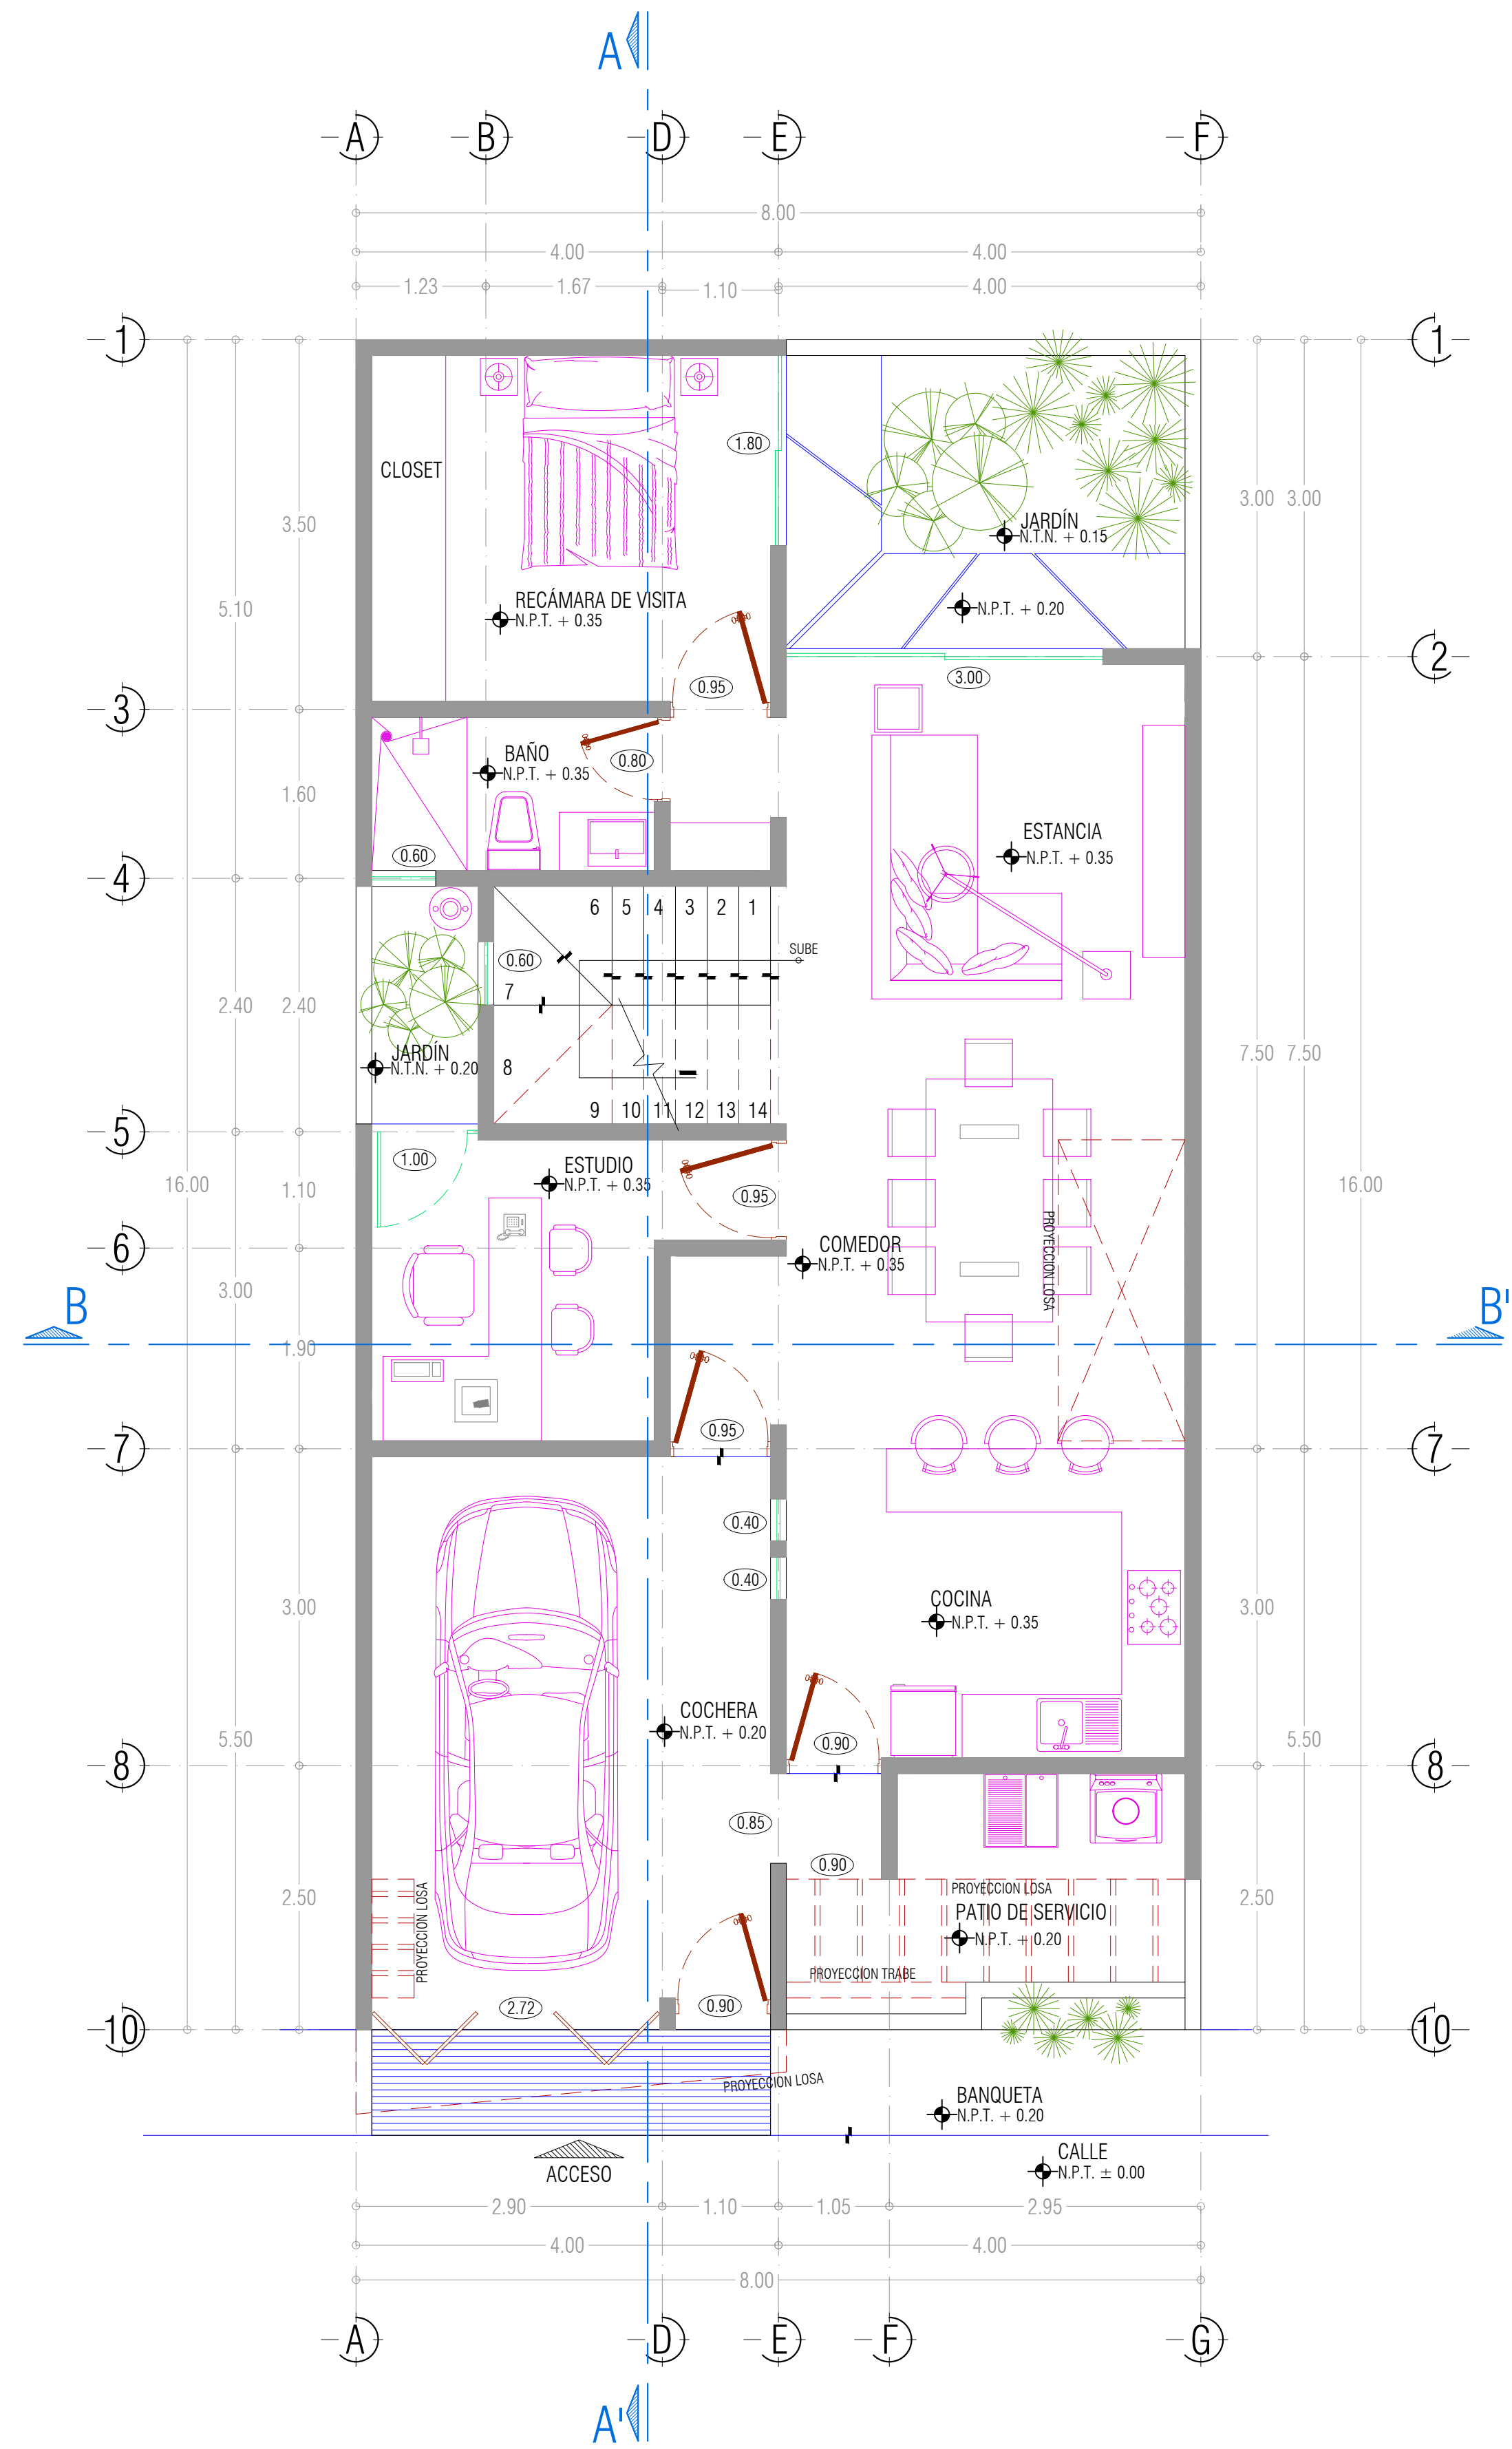 A
A B D E F
8.00
4.00 4.00
1.23 1.67 1.10 4.00
1 1
1.80
CLOSET
3.00 3.00
JARDÍN
N.T.N. + 0.15
3.50
RECÁMARA DE VISITA
N.P.T. + 0.35
N.P.T. + 0.20
5.10
2
3.00
0.95
3
BAÑO
N.P.T. + 0.35
0.80
1.60
ESTANCIA
N.P.T. + 0.35
0.60
4
6 5 4 3 2 1
SUBE
0.60
7
2.40 2.40
JARDÍN
N.T.N. + 0.20
8
7.50 7.50
9 10 11 12 13 14
5
1.00
ESTUDIO
N.P.T. + 0.35
0.95
16.00 1.10 16.00
PROYECCION LOSA
6
COMEDOR
N.P.T. + 0.35
3.00
B B'
1.90
0.95
7 7
0.40
0.40
3.00 3.00
COCINA
N.P.T. + 0.35
COCHERA
N.P.T. + 0.20
5.50 5.50
0.90
8 8
0.85
0.90
PROYECCION LOSA
PROYECCION LOSA
2.50 2.50
PATIO DE SERVICIO
N.P.T. + 0.20
PROYECCION TRABE
2.72 0.90
10 10
PROYECCION LOSA
BANQUETA
N.P.T. + 0.20
CALLE
N.P.T. ± 0.00
ACCESO
2.90 1.10 1.05 2.95
4.00 4.00
8.00
A D E F G
A'